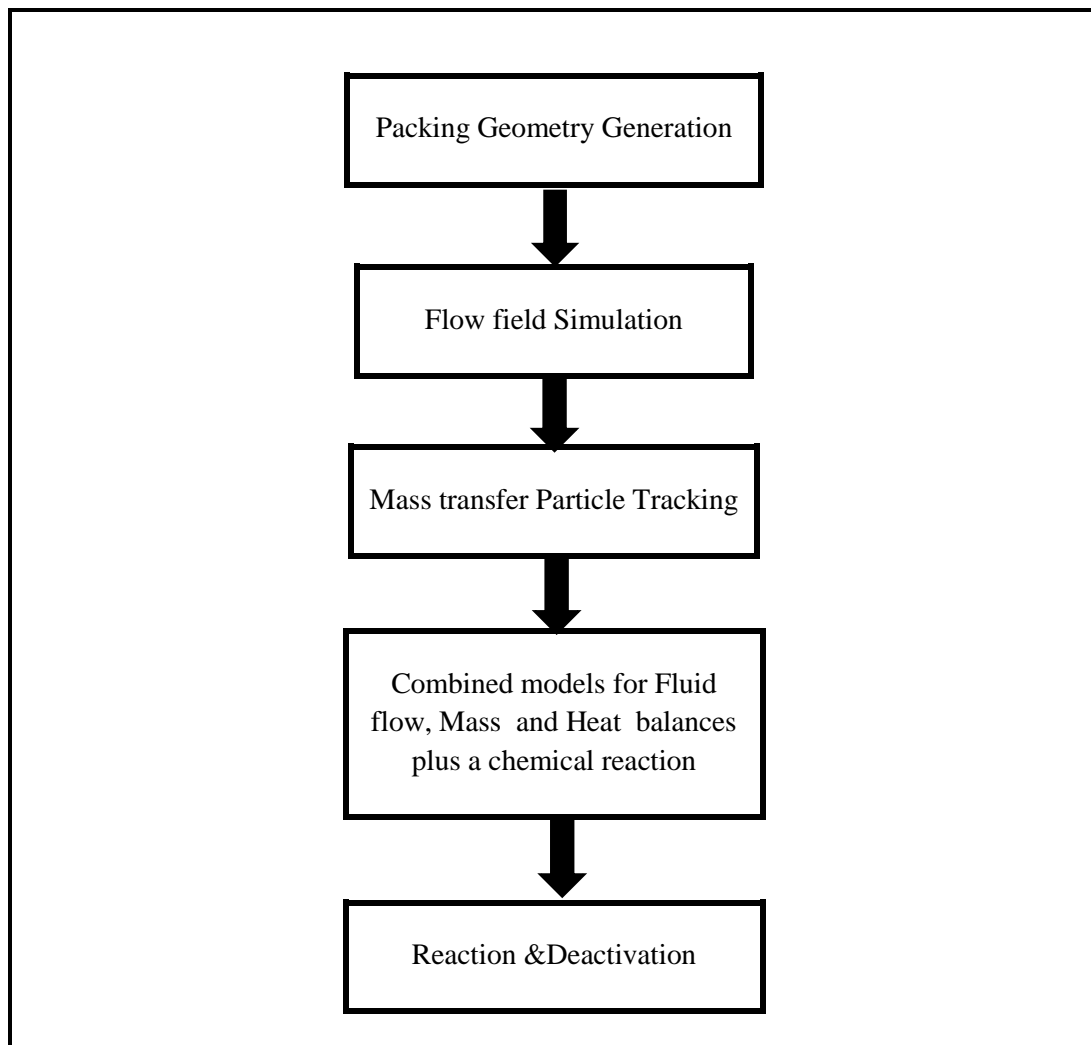 Packing Geometry Generation
Flow field Simulation
Mass transfer Particle Tracking
Combined models for Fluid
flow, Mass  and Heat  balances
plus a chemical reaction
Reaction &Deactivation